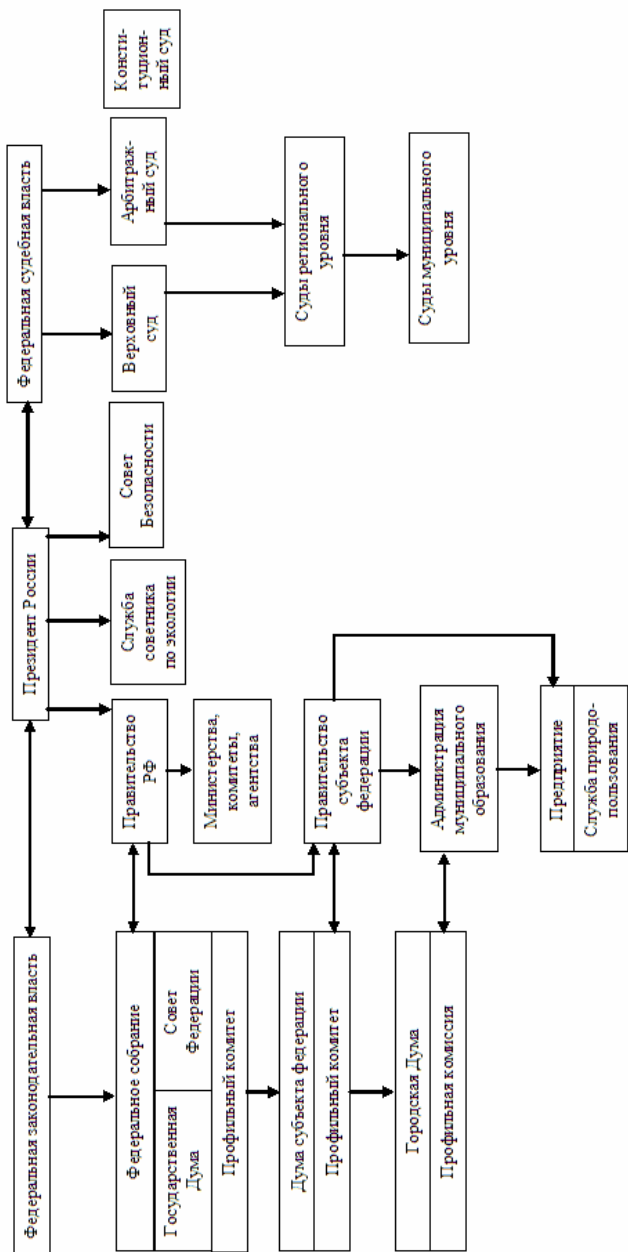 Федеральная законодательная власть
Президент России
Федеральная судебная власть
Федеральное собрание
Государственная
Дума
Совет
Федерации
Профильный комитет
Правительство
РФ
Служба
советника
по экологии
Совет
Безопасности
Верховный
суд
Арбитраж-
ный суд
Консти-
туцион-
ный суд
Министерства,
комитеты,
агентства
Дума субъекта федерации
Профильный комитет
Правительство
субъекта
федерации
Суды регионального
уровня
Городская Дума
Профильная комиссия
Администрация
муниципального
образования
Суды муниципального
уровня
Предприятие
Служба природо-
пользования